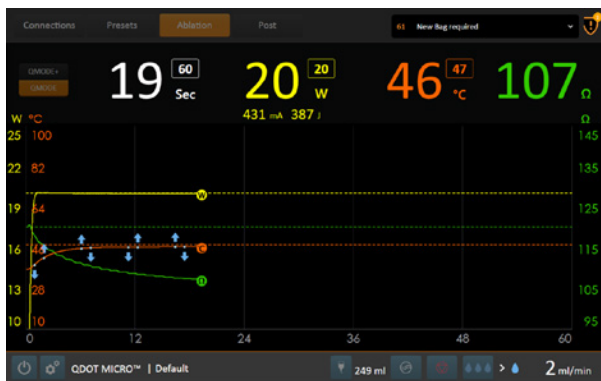 Connections Presets Ablation Post 61 New Bag required
QMODE+
QMODE
19 60 Sec 20 20 W 46 47 °C 107 Ω
431 mA 387 J
W °C Ω
25 100 145
22 82 135
19 64 125
16 46 115
13 28 105
10 10 95
W
C
Ω
0 12 24 36 48 60
QDOT MICRO™ | Default 249 ml > 2 ml/min